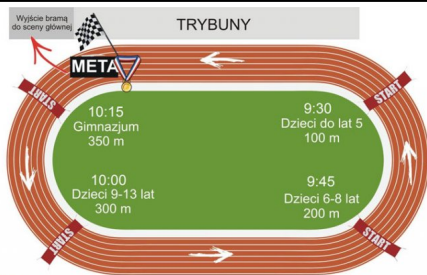 Wyjście bramą
do sceny głównej
TRYBUNY
META
START
START
10:15
Gimnazjum
350 m
9:30
Dzieci do lat 5
100 m
10:00
Dzieci 9-13 lat
300 m
9:45
Dzieci 6-8 lat
200 m
START
START